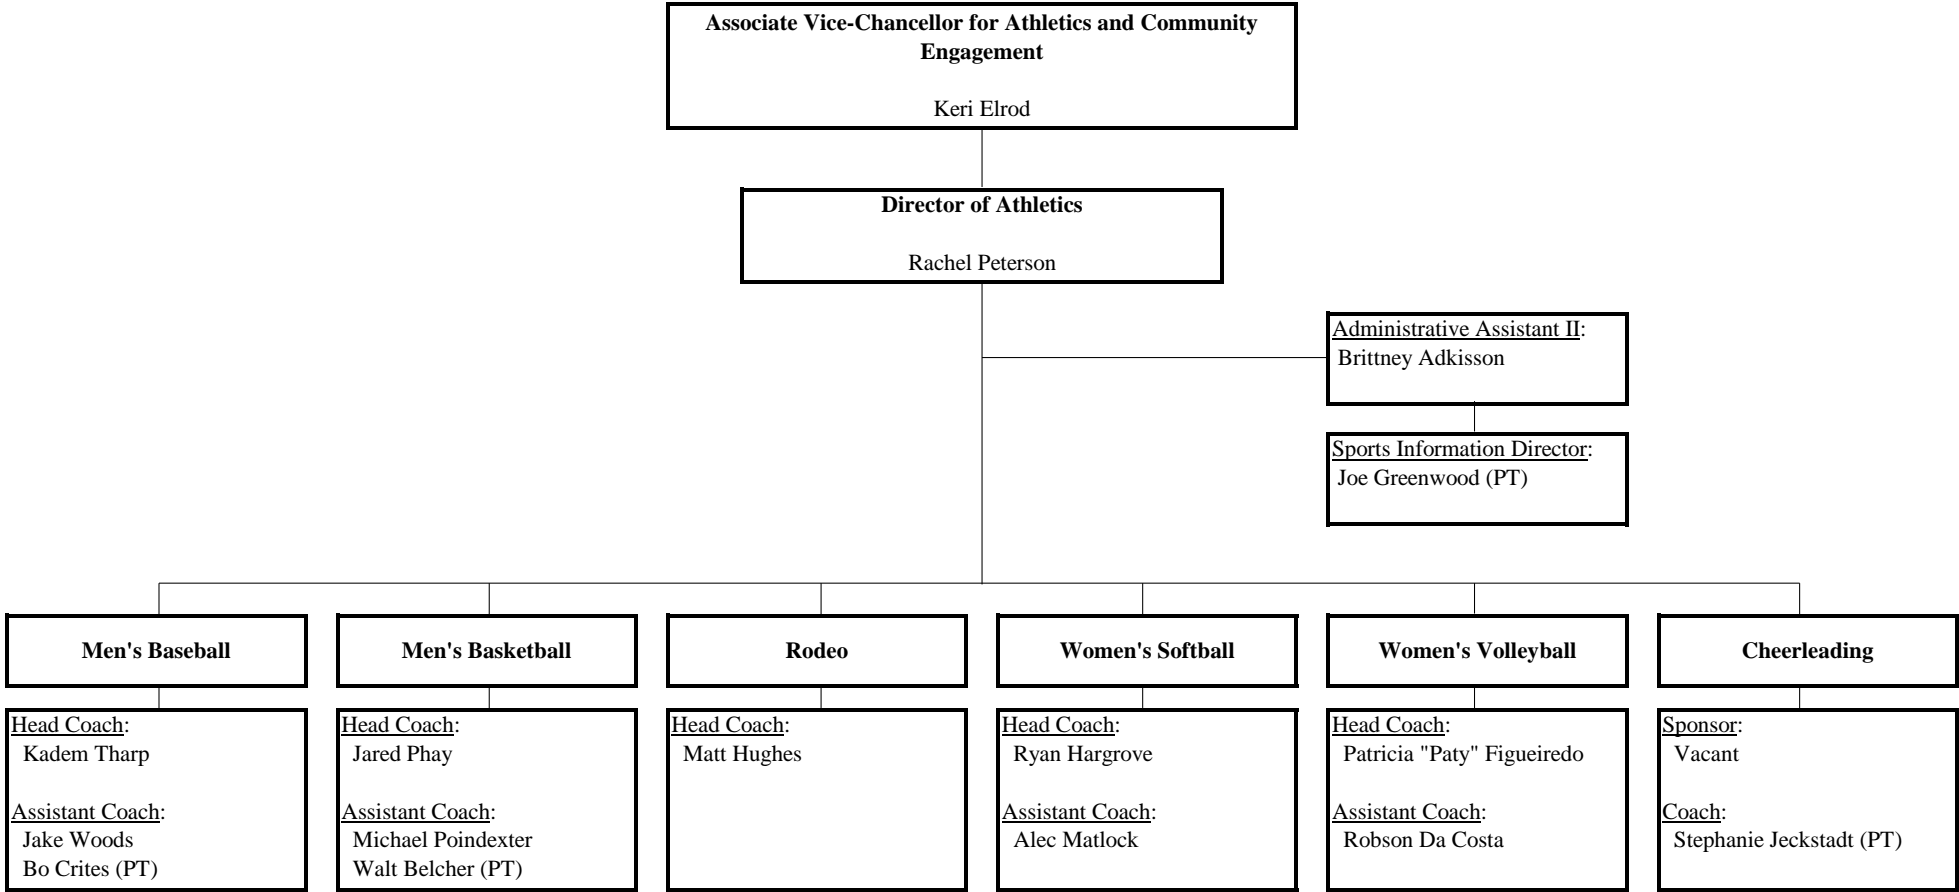 Associate Vice-Chancellor for Athletics and Community
Engagement
Keri Elrod
Director of Athletics
Rachel Peterson
Administrative Assistant II:
Brittney Adkisson
Sports Information Director:
Joe Greenwood (PT)
Men's Baseball
Head Coach:
Kadem Tharp
Assistant Coach:
Jake Woods
Bo Crites (PT)
Men's Basketball
Head Coach:
Jared Phay
Assistant Coach:
Michael Poindexter
Walt Belcher (PT)
Rodeo
Head Coach:
Matt Hughes
Women's Softball
Head Coach:
Ryan Hargrove
Assistant Coach:
Alec Matlock
Women's Volleyball
Head Coach:
Patricia "Paty" Figueiredo
Assistant Coach:
Robson Da Costa
Cheerleading
Sponsor:
Vacant
Coach:
Stephanie Jeckstadt (PT)